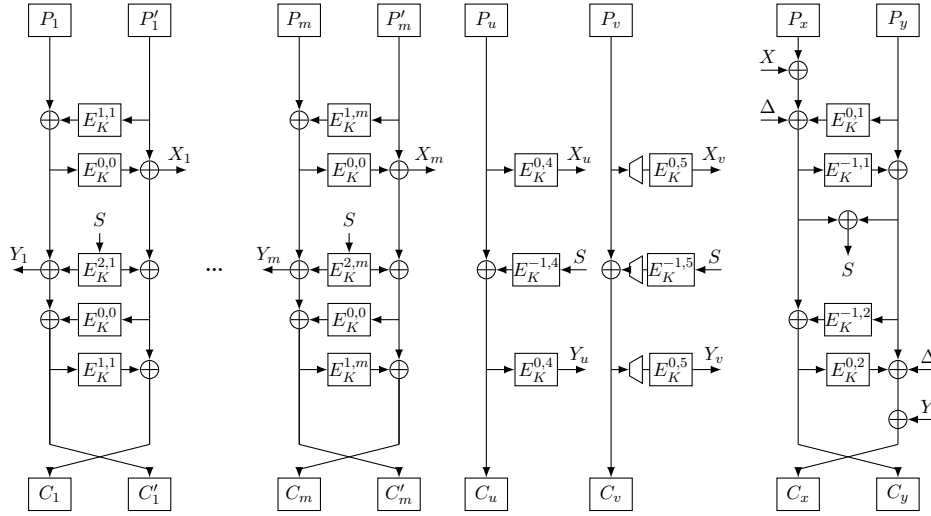 P_1 P'_1 P_m P'_m P_u P_v P_x P_y
X
E_K^{1,1} E_K^{1,m} Δ E_K^{0,1}
E_K^{0,0} X_1 E_K^{0,0} X_m E_K^{0,4} X_u E_K^{0,5} X_v E_K^{-1,1}
S S S
Y_1 E_K^{2,1} ... Y_m E_K^{2,m} E_K^{-1,4} S E_K^{-1,5} S
E_K^{0,0} E_K^{0,0} E_K^{-1,2}
E_K^{1,1} E_K^{1,m} E_K^{0,4} Y_u E_K^{0,5} Y_v E_K^{0,2} Δ
Y
C_1 C'_1 C_m C'_m C_u C_v C_x C_y